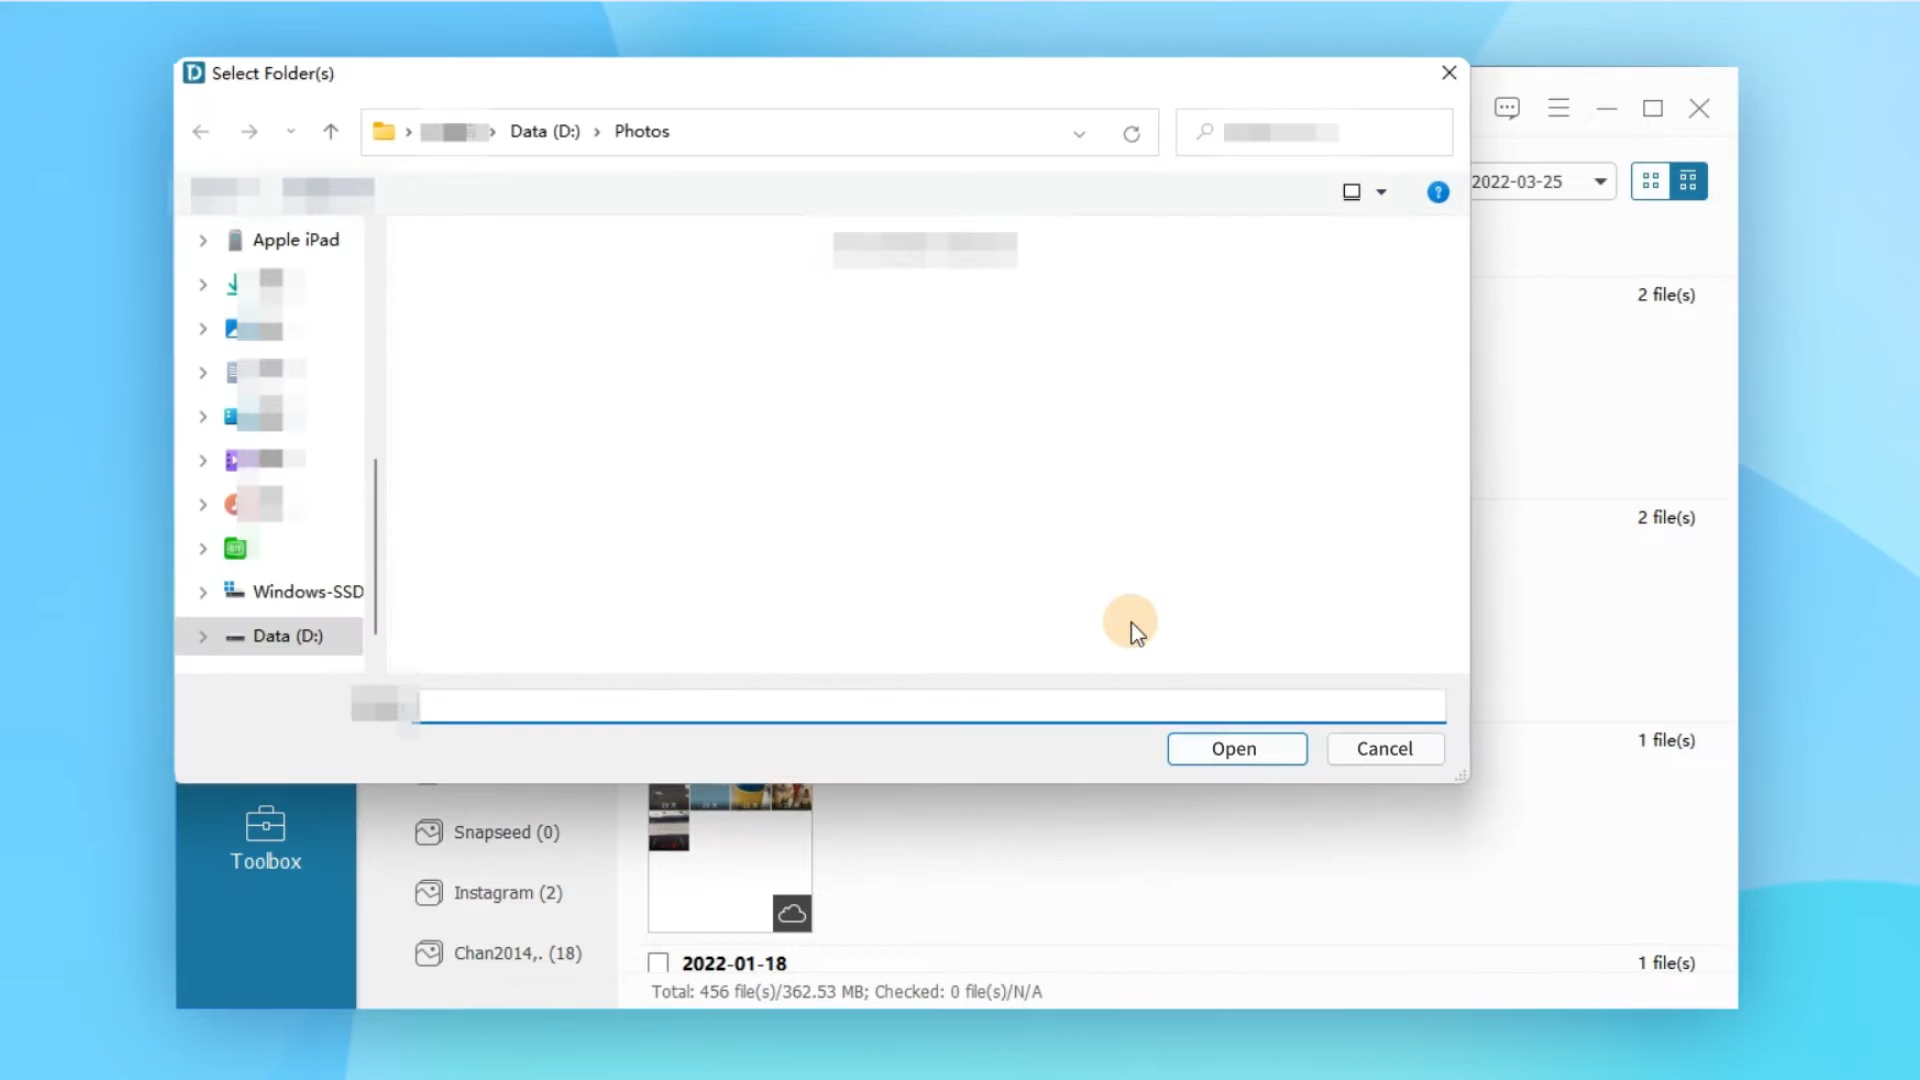 Select Folder(s)
Data (D:) > Photos
2022-03-25
Apple iPad
2 file(s)
2 file(s)
Windows-SSD
Data (D:)
1 file(s)
Open
Cancel
Toolbox
Snapseed (0)
Instagram (2)
Chan2014,. (18)
2022-01-18
1 file(s)
Total: 456 file(s)/362.53 MB; Checked: 0 file(s)/N/A